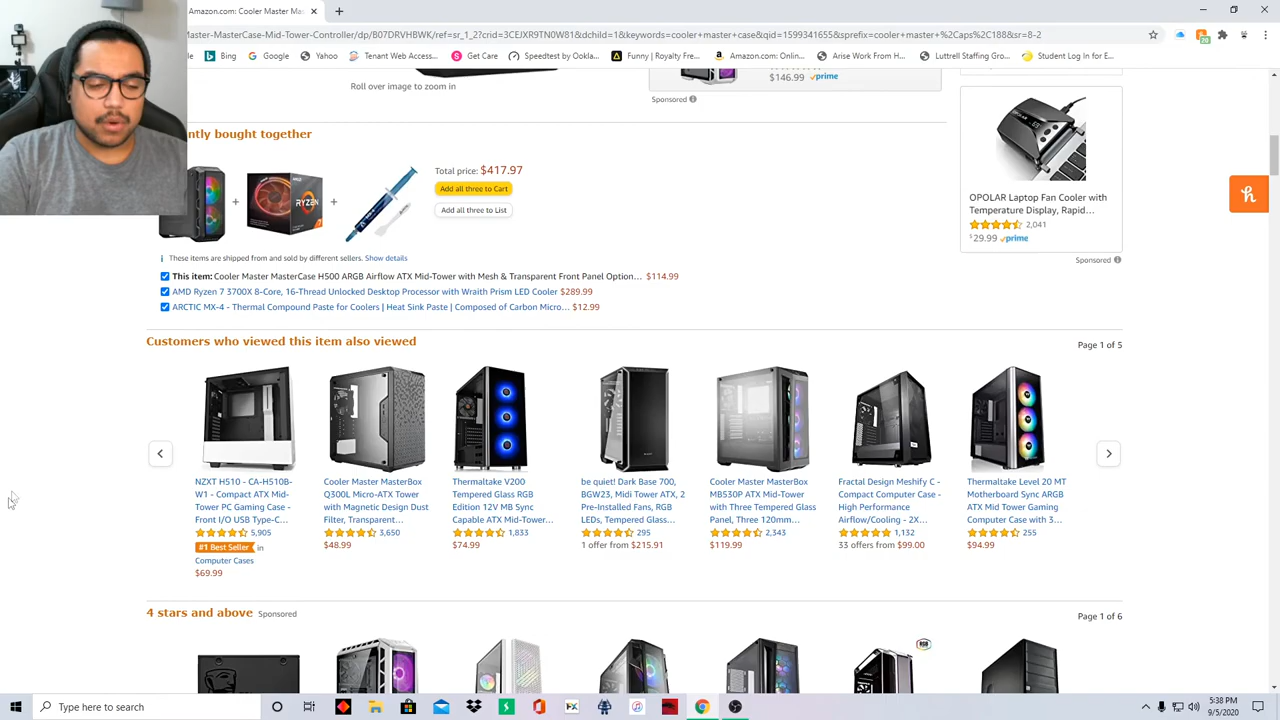 Amazon.com: Cooler Master Mas
aster-MasterCase-Mid-Tower-Controller/dp/B07DRVHBWK/ref=sr_1_2?crid=3CEJXR9TN0W81&dchild=1&keywords=cooler+master+case&qid=1599341655&sprefix=cooler+master+%2Caps%2C188&sr=8-2
20
le
Bing
Google
Yahoo
Tenant Web Access...
Get Care
Speedtest by Ookla...
Funny | Royalty Fre...
Amazon.com: Onlin...
Arise Work From H...
Luttrell Staffing Gro...
Student Log In for E...
Roll over image to zoom in
$146.99 prime
Sponsored
OPOLAR Laptop Fan Cooler with
Temperature Display, Rapid...
2,041
$29.99 prime
Sponsored
ntly bought together
RYZEN
Total price: $417.97
Add all three to Cart
Add all three to List
These items are shipped from and sold by different sellers. Show details
This item: Cooler Master MasterCase H500 ARGB Airflow ATX Mid-Tower with Mesh & Transparent Front Panel Option... $114.99
AMD Ryzen 7 3700X 8-Core, 16-Thread Unlocked Desktop Processor with Wraith Prism LED Cooler $289.99
ARCTIC MX-4 - Thermal Compound Paste for Coolers | Heat Sink Paste | Composed of Carbon Micro... $12.99
Customers who viewed this item also viewed
Page 1 of 5
NZXT H510 - CA-H510B-
W1 - Compact ATX Mid-
Tower PC Gaming Case -
Front I/O USB Type-C...
5,905
#1 Best Seller in
Computer Cases
$69.99
Cooler Master MasterBox
Q300L Micro-ATX Tower
with Magnetic Design Dust
Filter, Transparent...
3,650
$48.99
Thermaltake V200
Tempered Glass RGB
Edition 12V MB Sync
Capable ATX Mid-Tower...
1,833
$74.99
be quiet! Dark Base 700,
BGW23, Midi Tower ATX, 2
Pre-Installed Fans, RGB
LEDs, Tempered Glass...
295
1 offer from $215.91
Cooler Master MasterBox
MB530P ATX Mid-Tower
with Three Tempered Glass
Panel, Three 120mm...
2,343
$119.99
Fractal Design Meshify C -
Compact Computer Case -
High Performance
Airflow/Cooling - 2X...
1,132
33 offers from $99.00
Thermaltake Level 20 MT
Motherboard Sync ARGB
ATX Mid Tower Gaming
Computer Case with 3...
255
$94.99
4 stars and above Sponsored
Page 1 of 6
RGB
Type here to search
5:38 PM
9/5/2020